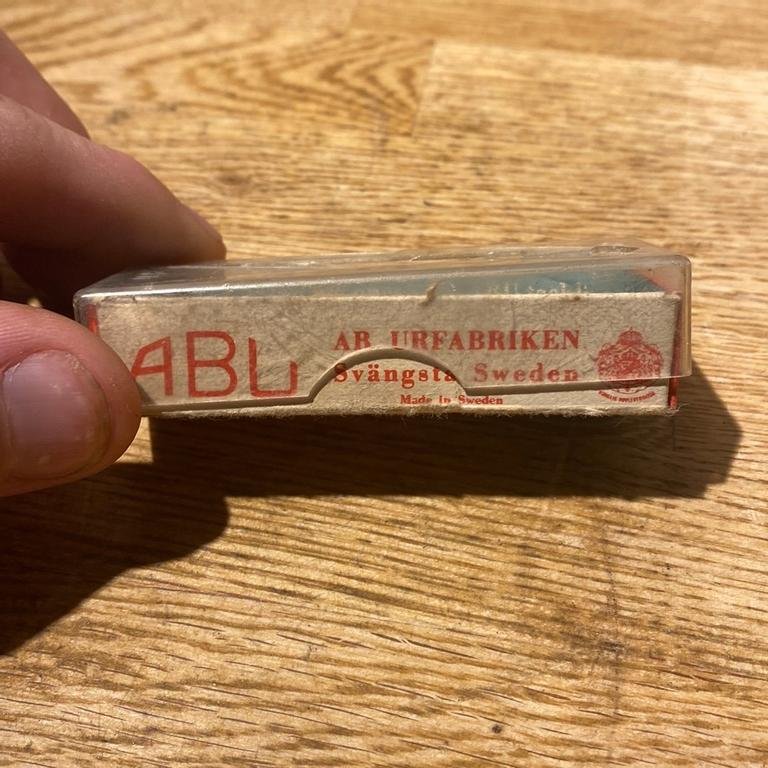 ABU
AB URFABRIKEN
Svängsta Sweden
Made in Sweden